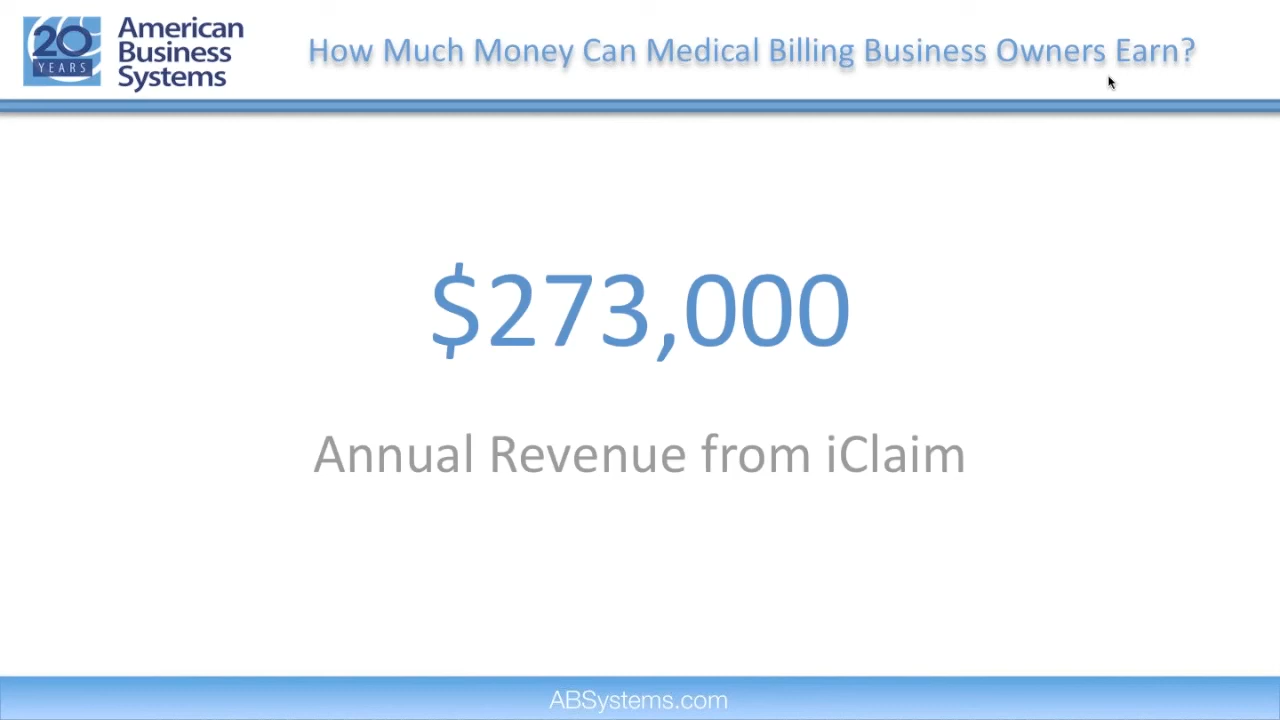 20
YEARS
American
Business
Systems
How Much Money Can Medical Billing Business Owners Earn?
$273,000
Annual Revenue from iClaim
ABSystems.com